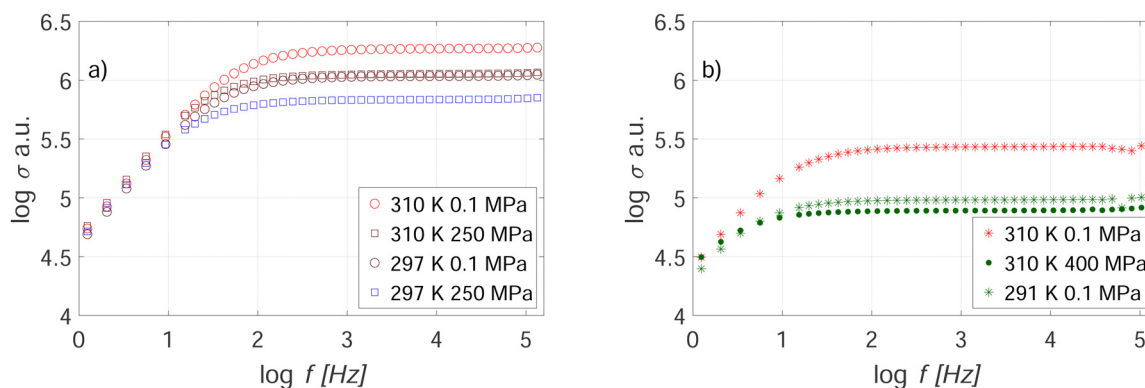 6.5
6
5.5
5
4.5
4
log σ a.u.
a)
310 K 0.1 MPa
310 K 250 MPa
297 K 0.1 MPa
297 K 250 MPa
0 1 2 3 4 5
log f [Hz]
6.5
6
5.5
5
4.5
4
log σ a.u.
b)
310 K 0.1 MPa
310 K 400 MPa
291 K 0.1 MPa
0 1 2 3 4 5
log f [Hz]